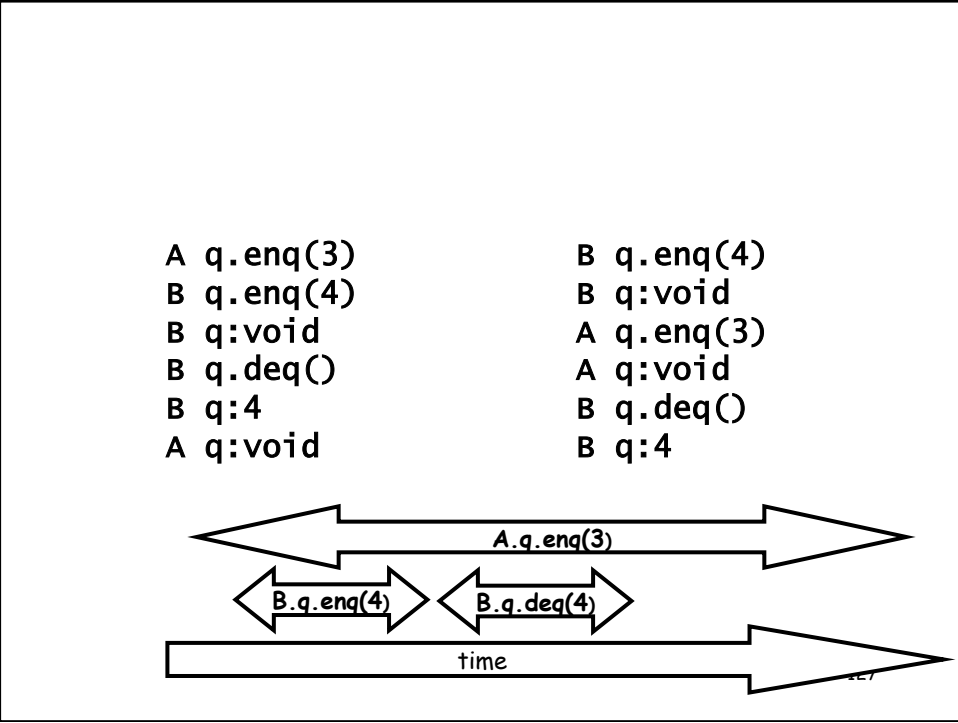 A q.enq(3)
B q.enq(4)
B q:void
B q.deq()
B q:4
A q:void
B q.enq(4)
B q:void
A q.enq(3)
A q:void
B q.deq()
B q:4
A.q.enq(3)
B.q.enq(4)
B.q.deq(4)
time